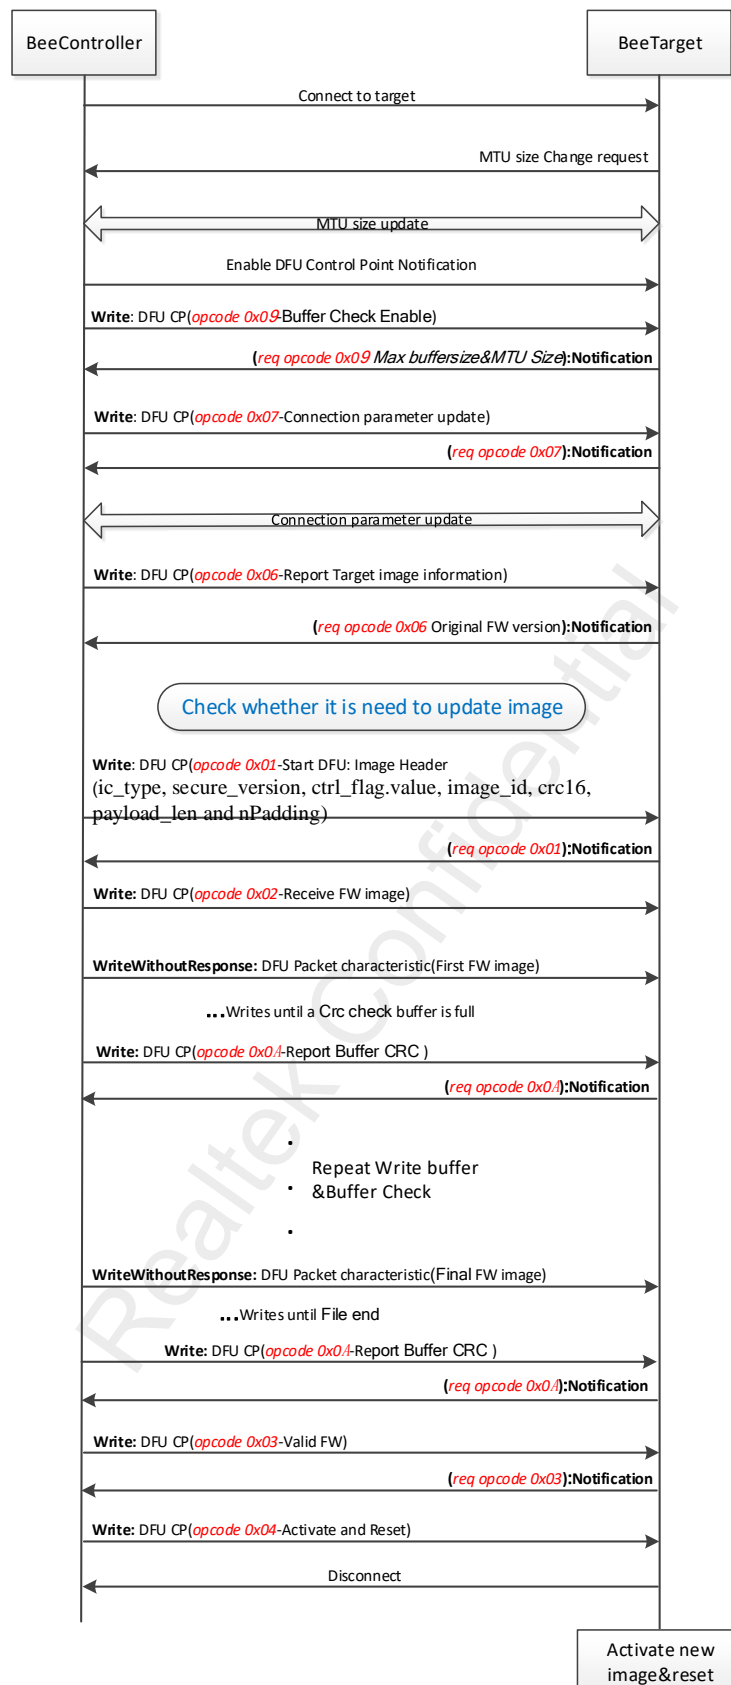 BeeController
BeeTarget
Connect to target
MTU size Change request
MTU size update
Enable DFU Control Point Notification
Write: DFU CP(opcode 0x09-Buffer Check Enable)
(req opcode 0x09 Max buffersize&MTU Size):Notification
Write: DFU CP(opcode 0x07-Connection parameter update)
(req opcode 0x07):Notification
Connection parameter update
Write: DFU CP(opcode 0x06-Report Target image information)
(req opcode 0x06 Original FW version):Notification
Check whether it is need to update image
Write: DFU CP(opcode 0x01-Start DFU: Image Header
(ic_type, secure_version, ctrl_flag.value, image_id, crc16,
payload_len and nPadding)
(req opcode 0x01):Notification
Write: DFU CP(opcode 0x02-Receive FW image)
WriteWithoutResponse: DFU Packet characteristic(First FW image)
...Writes until a Crc check buffer is full
Write: DFU CP(opcode 0x0A-Report Buffer CRC )
(req opcode 0x0A):Notification
Repeat Write buffer
&Buffer Check
WriteWithoutResponse: DFU Packet characteristic(Final FW image)
...Writes until File end
Write: DFU CP(opcode 0x0A-Report Buffer CRC )
(req opcode 0x0A):Notification
Write: DFU CP(opcode 0x03-Valid FW)
(req opcode 0x03):Notification
Write: DFU CP(opcode 0x04-Activate and Reset)
Disconnect
Activate new
image&reset
Realtek Confidential